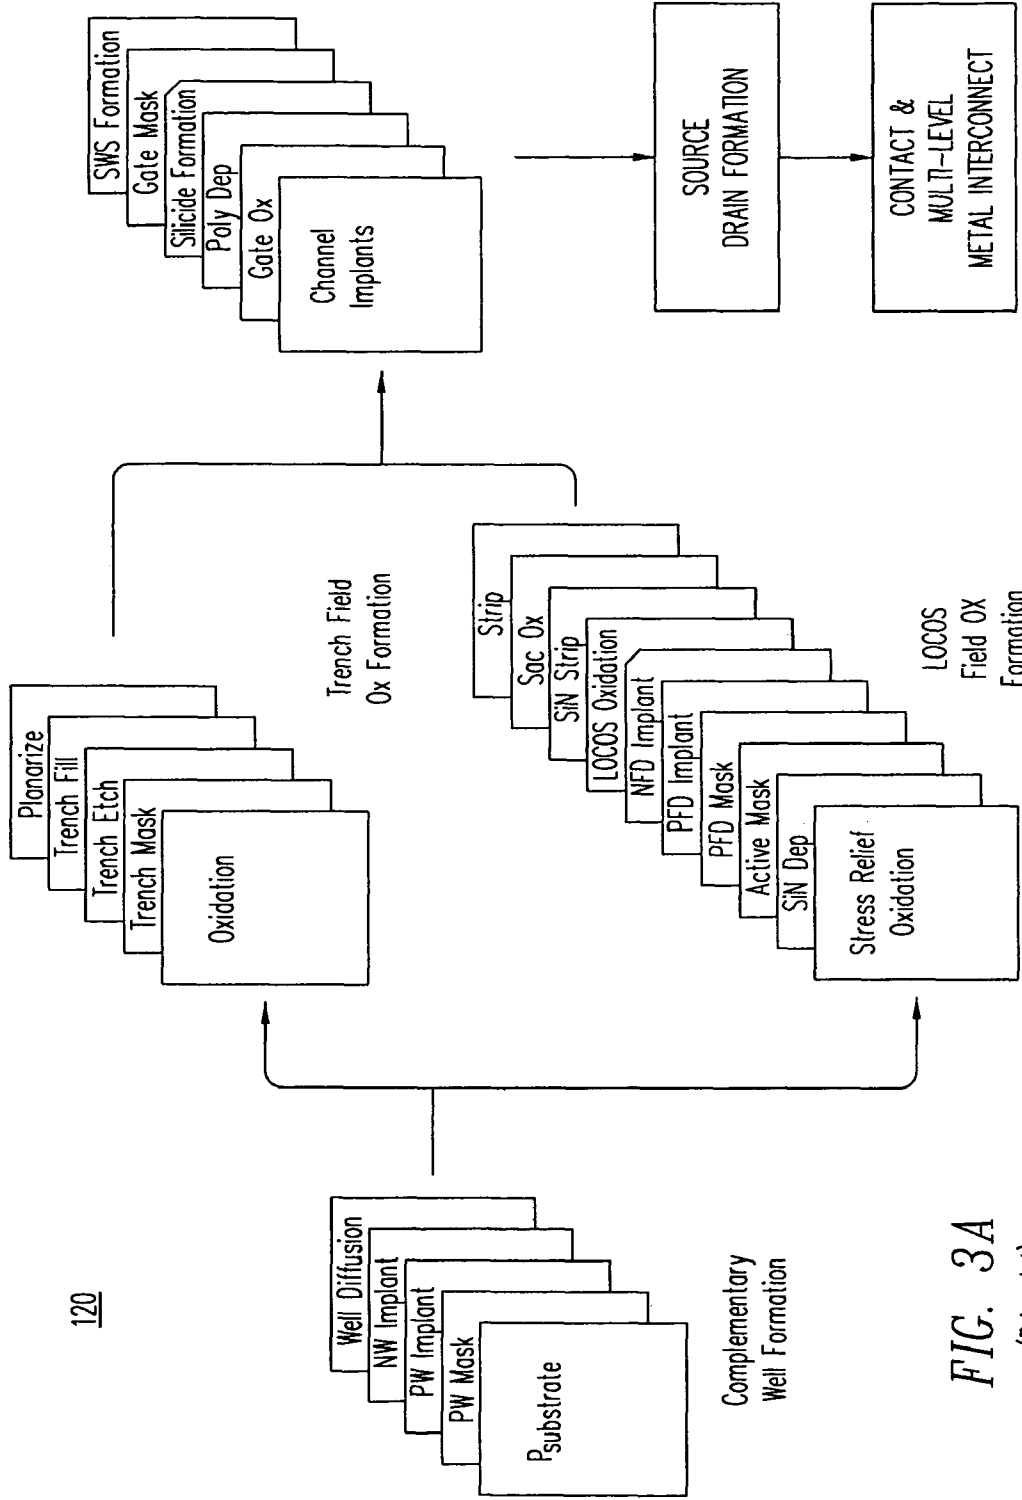 120
Well Diffusion
NW Implant
PW Implant
PW Mask
Psubstrate
Complementary
Well Formation
Planarize
Trench Fill
Trench Etch
Trench Mask
Oxidation
Trench Field
Ox Formation
Strip
Sac Ox
SiN Strip
LOCOS Oxidation
NFD Implant
PFD Implant
PFD Mask
Active Mask
SiN Dep
Stress Relief
Oxidation
LOCOS
Field OX
Formation
SWS Formation
Gate Mask
Silicide Formation
Poly Dep
Gate Ox
Channel
Implants
SOURCE
DRAIN FORMATION
CONTACT &
MULTI-LEVEL
METAL INTERCONNECT
FIG. 3A